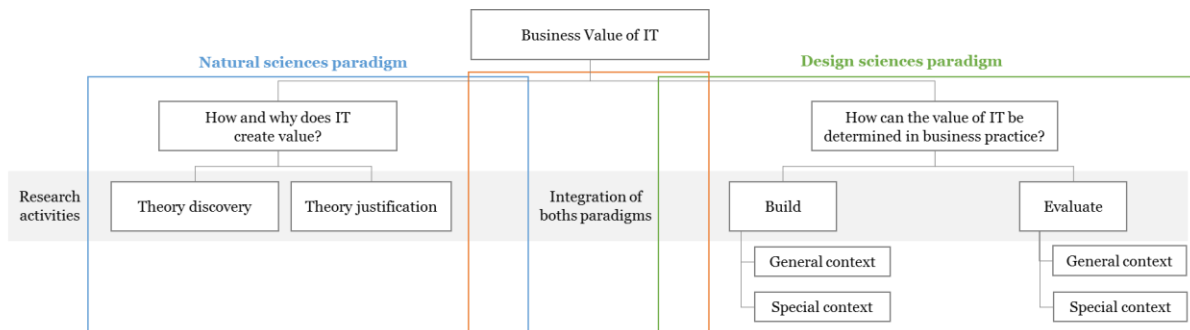 Business Value of IT
Natural sciences paradigm
Design sciences paradigm
How and why does IT
create value?
How can the value of IT be
determined in business practice?
Research
activities
Theory discovery
Theory justification
Integration of
boths paradigms
Build
Evaluate
General context
General context
Special context
Special context